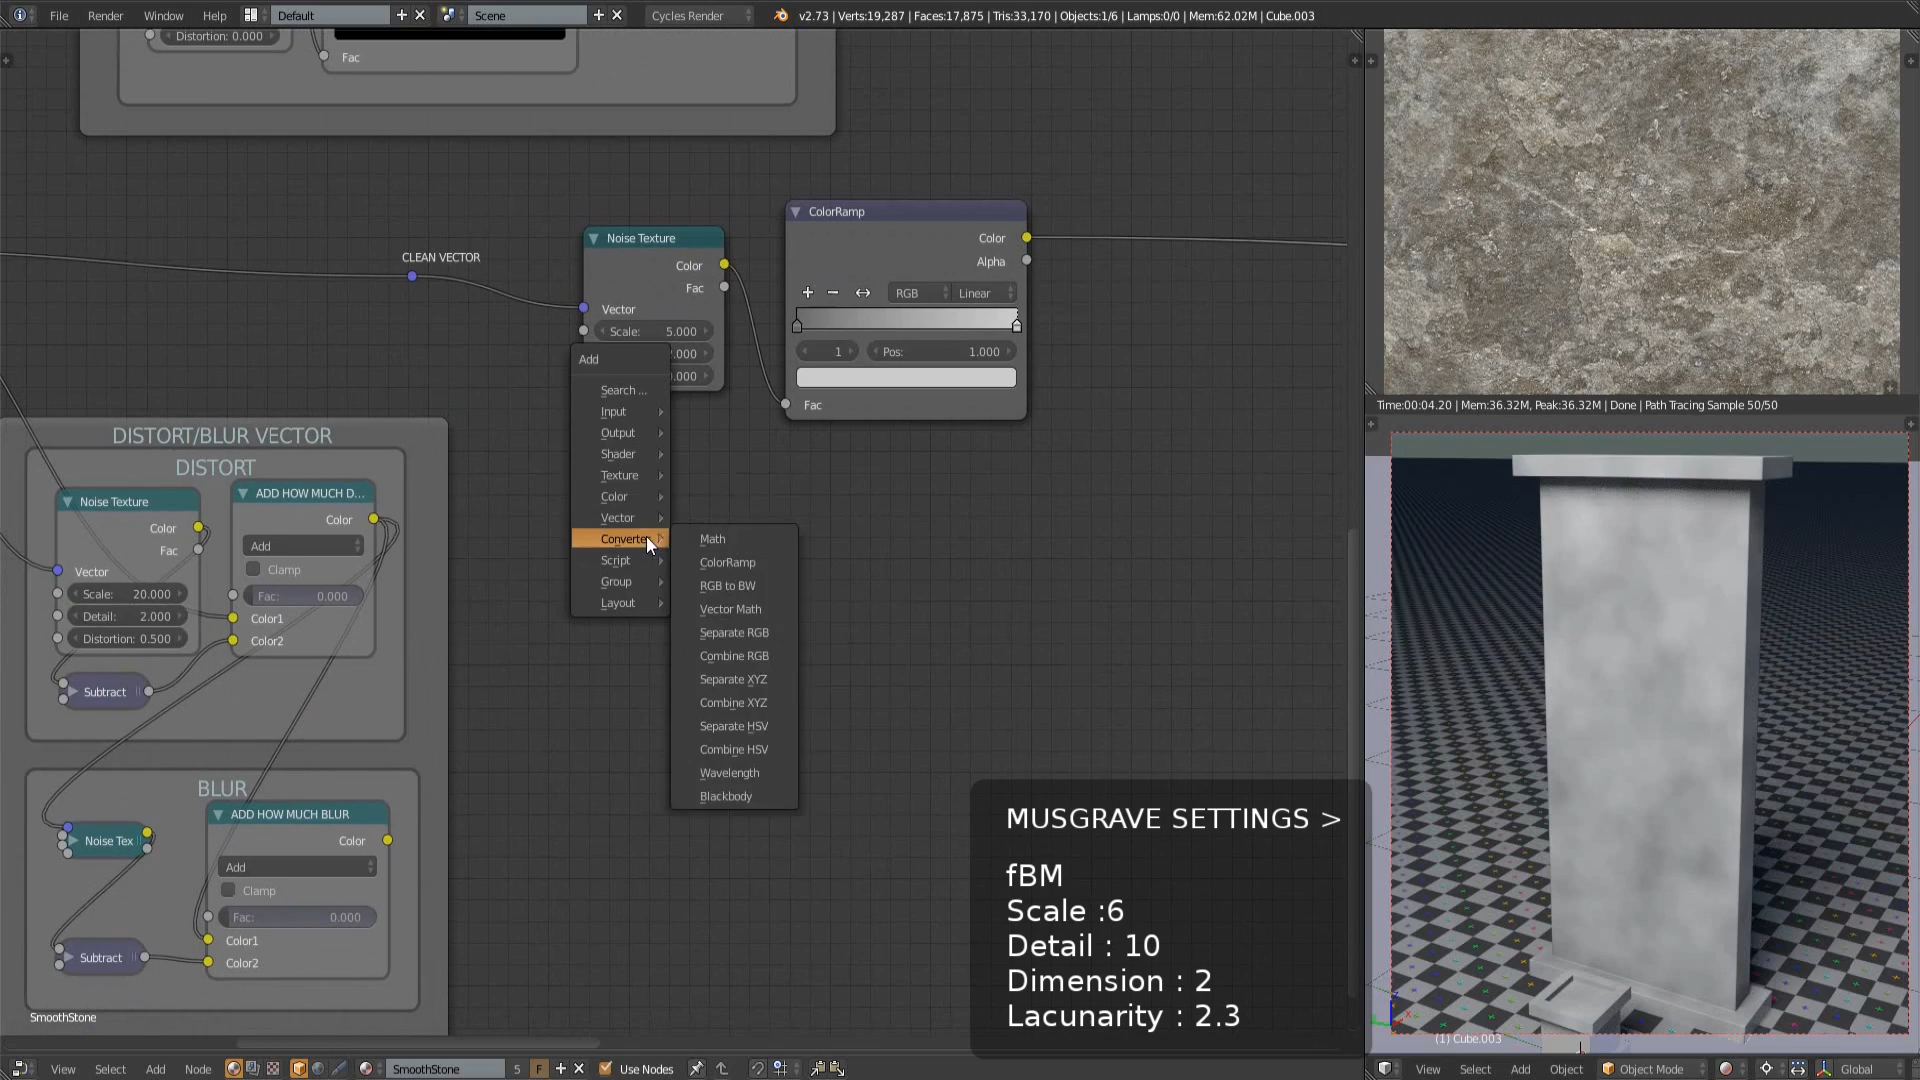 File Render Window Help Default Scene Cycles Render v2.73 | Verts:19,287 | Faces:17,875 | Tris:33,170 | Objects:1/6 | Lamps:0/0 | Mem:62.02M | Cube.003
Distortion: 0.000
Fac
CLEAN VECTOR
Noise Texture
Color
Fac
Vector
Scale: 5.000
.000
.000
ColorRamp
Color
Alpha
RGB Linear
1 Pos: 1.000
Fac
Add
Search ...
Input
Output
Shader
Texture
Color
Vector
Converter
Script
Group
Layout
Math
ColorRamp
RGB to BW
Vector Math
Separate RGB
Combine RGB
Separate XYZ
Combine XYZ
Separate HSV
Combine HSV
Wavelength
Blackbody
DISTORT/BLUR VECTOR
DISTORT
Noise Texture
Color
Fac
Vector
Scale: 20.000
Detail: 2.000
Distortion: 0.500
Subtract
ADD HOW MUCH D...
Color
Add
Clamp
Fac: 0.000
Color1
Color2
BLUR
Noise Tex
Subtract
ADD HOW MUCH BLUR
Color
Add
Clamp
Fac: 0.000
Color1
Color2
SmoothStone
MUSGRAVE SETTINGS >
fBM
Scale :6
Detail : 10
Dimension : 2
Lacunarity : 2.3
Time:00:04.20 | Mem:36.32M, Peak:36.32M | Done | Path Tracing Sample 50/50
(1) Cube.003
View Select Add Node SmoothStone 5 F Use Nodes
View Select Add Object Object Mode Global